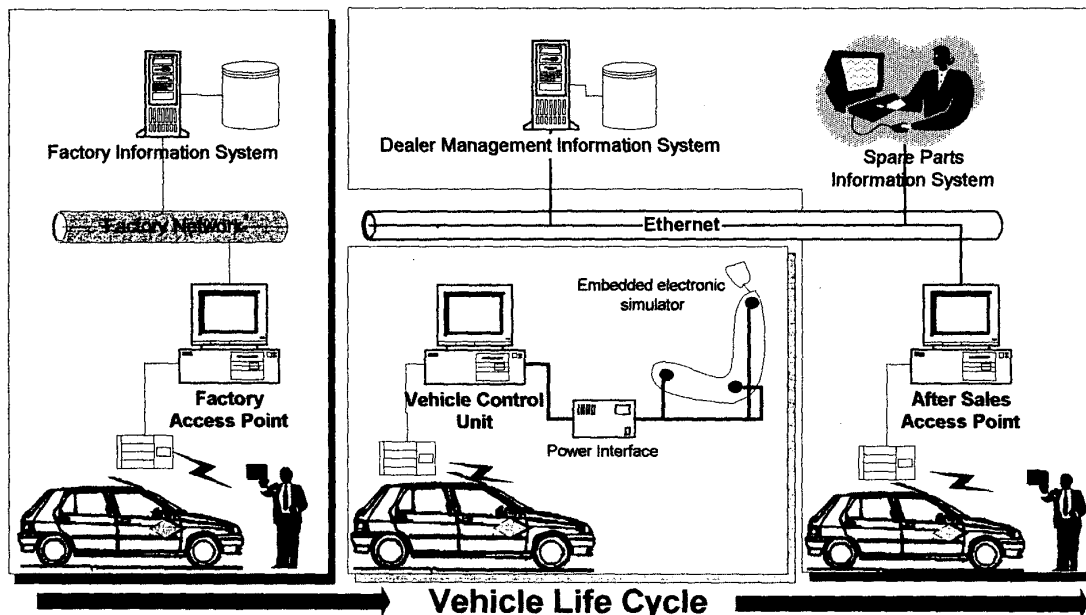 Factory Information System
Dealer Management Information System
Spare Parts
Information System
Factory Network
Ethernet
Embedded electronic
simulator
Factory
Access Point
Vehicle Control
Unit
Power Interface
After Sales
Access Point
Vehicle Life Cycle